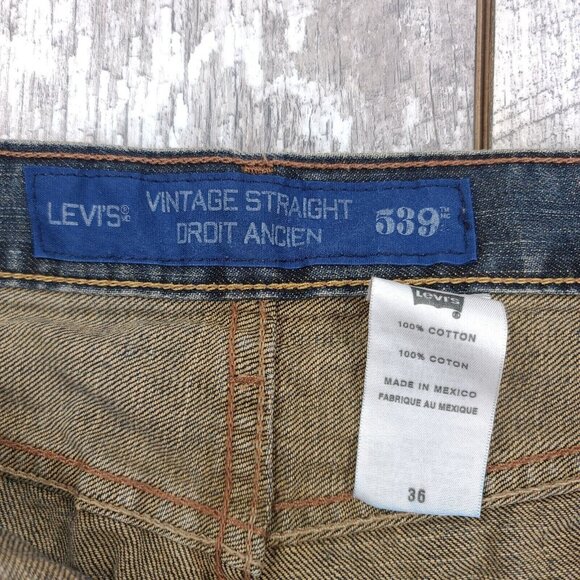 LEVI'S®
VINTAGE STRAIGHT
DROIT ANCIEN
539™
Levi's
100% COTTON
100% COTON
MADE IN MEXICO
FABRIQUE AU MEXIQUE
36